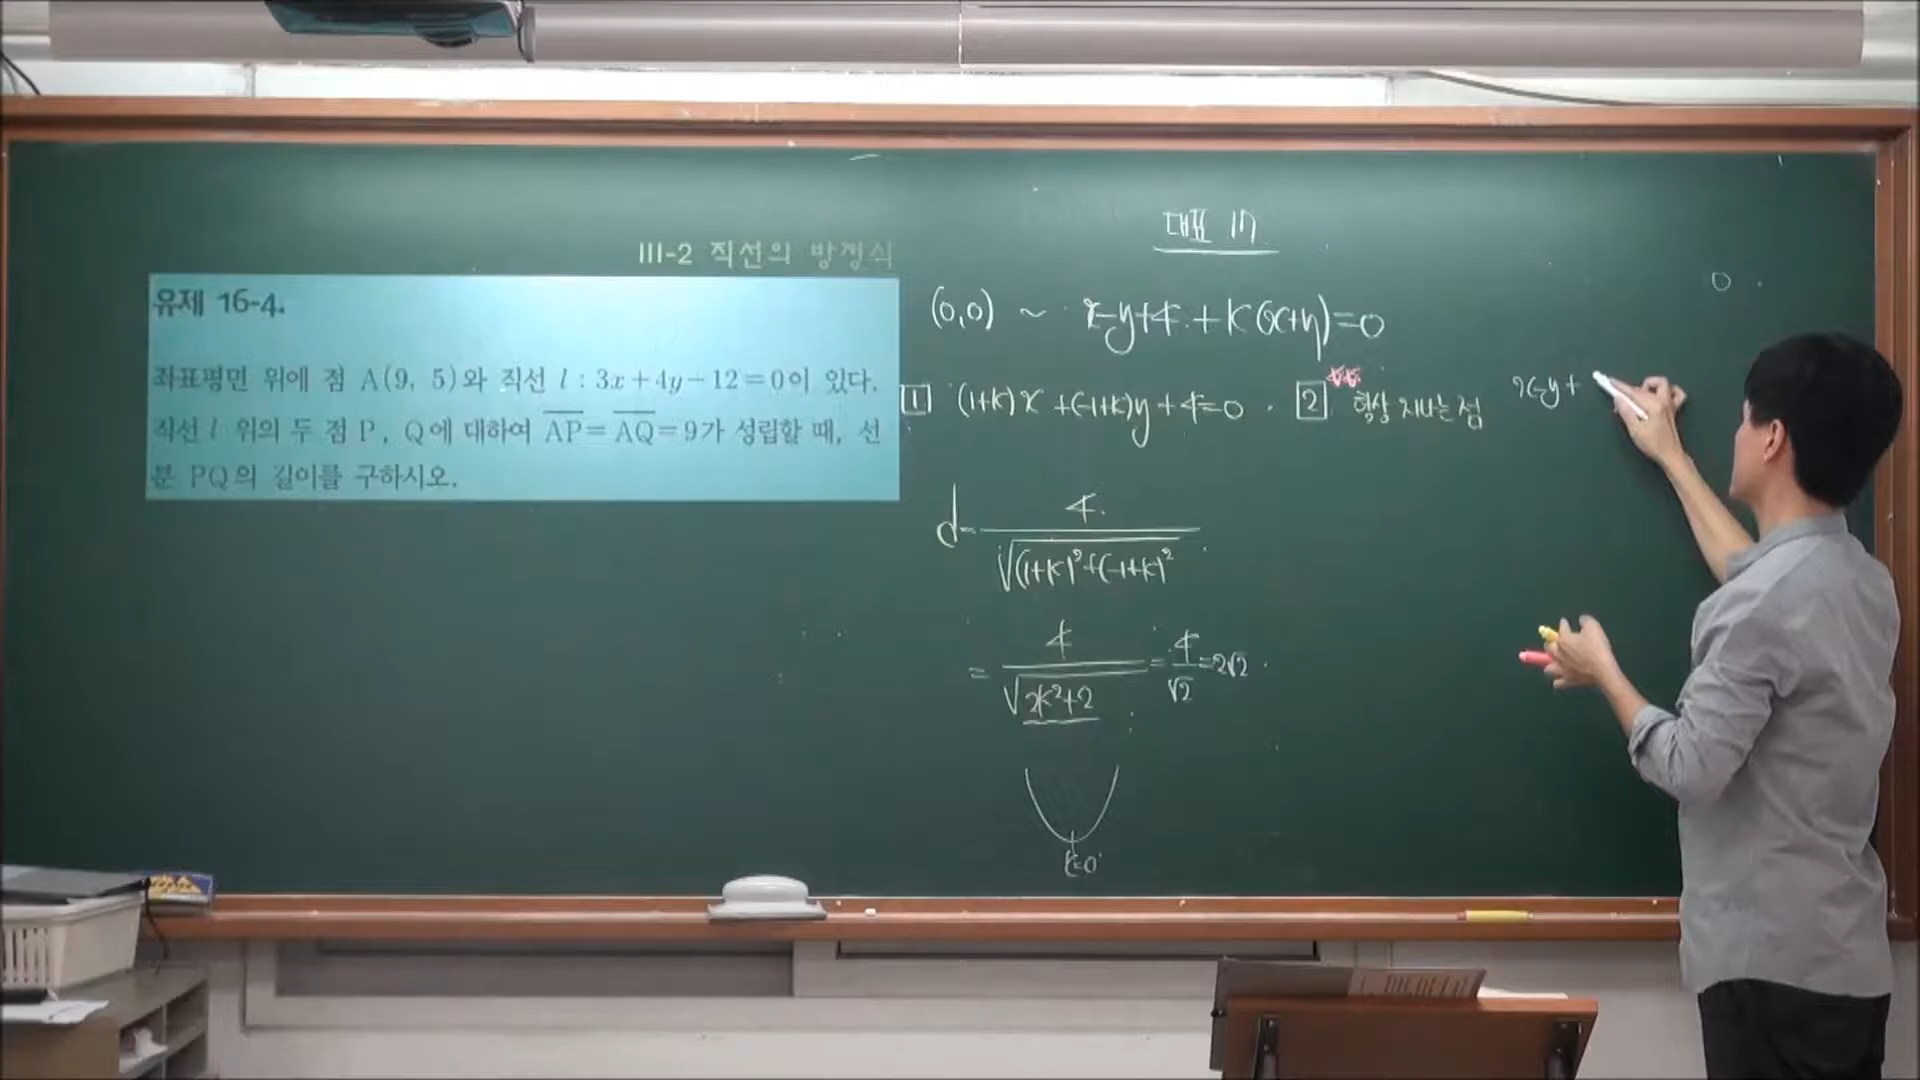 III-2 직선의 방정식
유제 16-4.
좌표평면 위에 점 A(9, 5)와 직선 l : 3x+4y−12=0이 있다.
직선 l 위의 두 점 P, Q에 대하여 AP=AQ=9가 성립할 때, 선
분 PQ의 길이를 구하시오.
대표 17
(0,0) ~ x-y+4+k(x+y)=0
1 (1+k)x+(-1+k)y+4=0
2 항상 지나는 점
x-y+
d=4/√((1+k)²+(-1+k)²)
=4/√(2k²+2)=4/√2=2√2
k=0